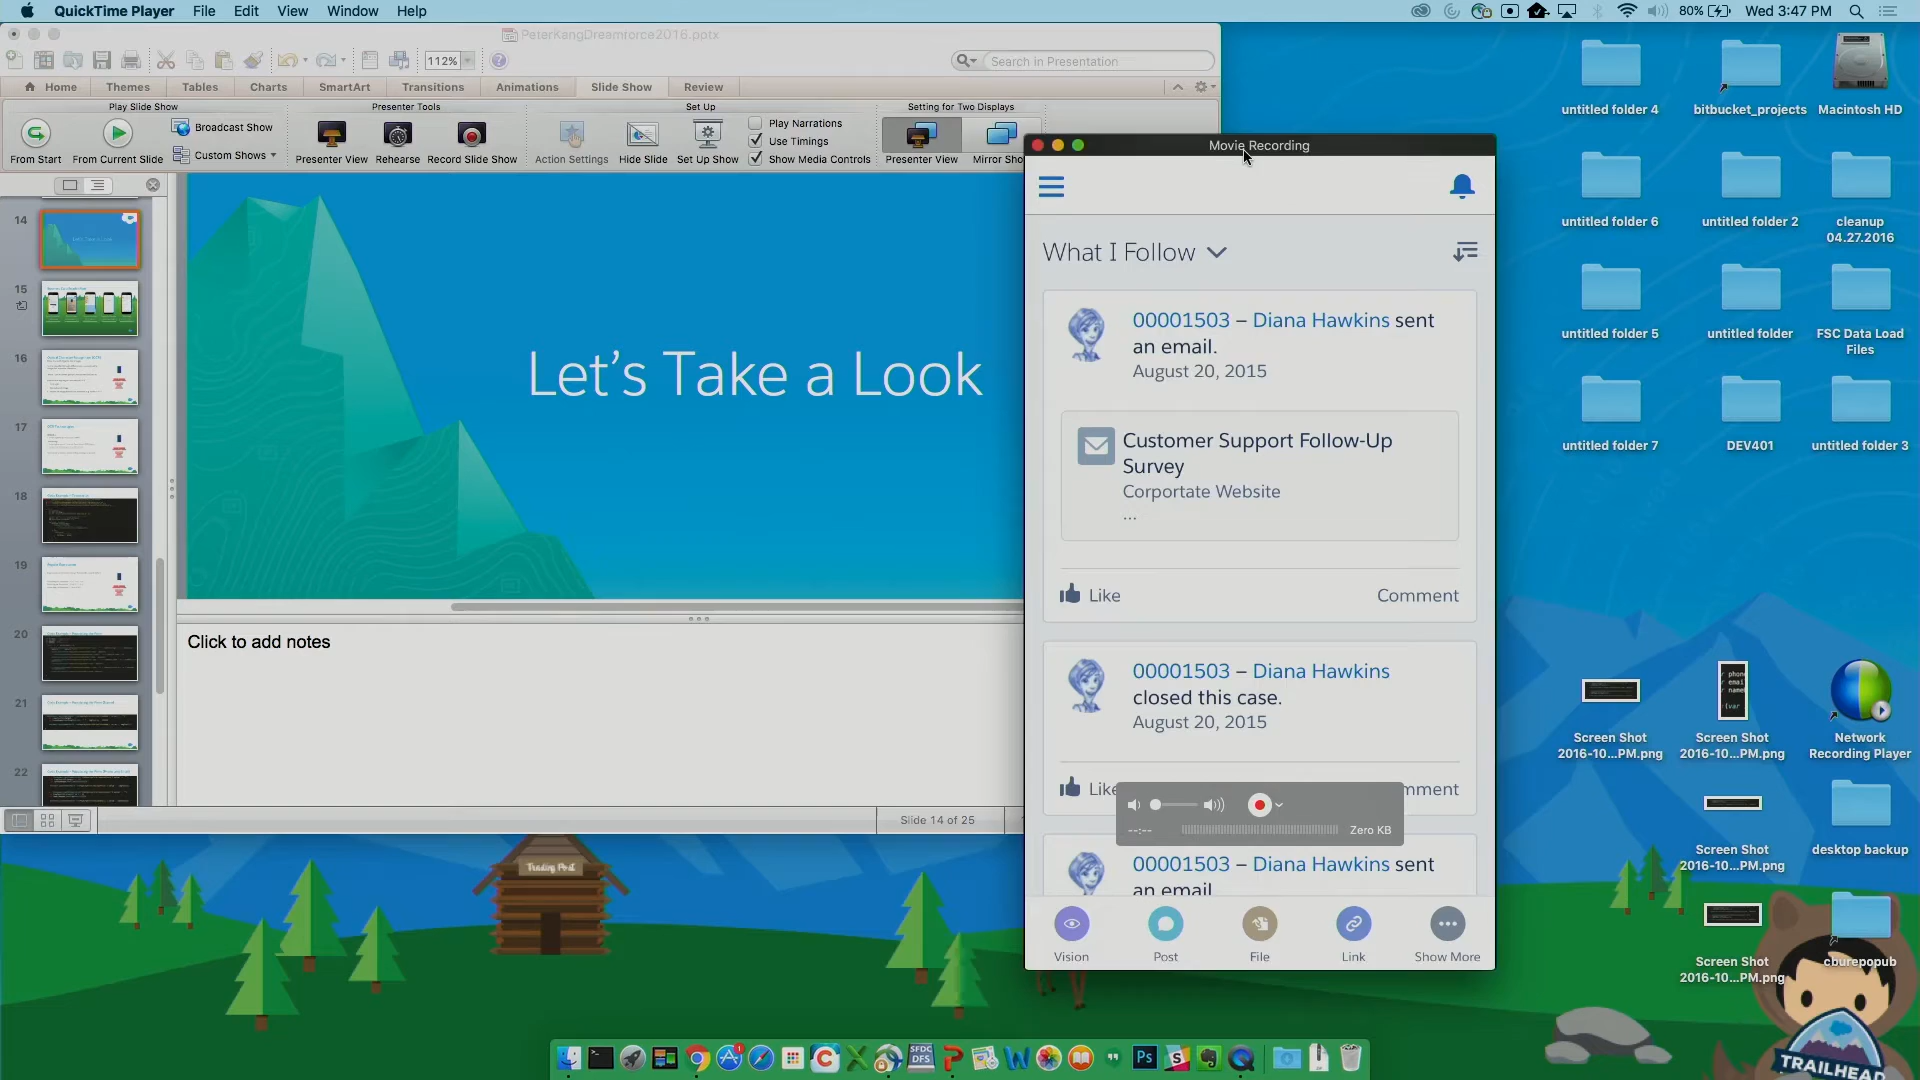 QuickTime Player File Edit View Window Help
80% Wed 3:47 PM
PeterKangDreamforce2016.pptx
112%
Search in Presentation
Home Themes Tables Charts SmartArt Transitions Animations Slide Show Review
Play Slide Show Presenter Tools Set Up Setting for Two Displays
Broadcast Show
Custom Shows
From Start From Current Slide
Presenter View Rehearse Record Slide Show
Action Settings Hide Slide Set Up Show
Play Narrations
Use Timings
Show Media Controls
Presenter View Mirror Sho
14
Let's Take a Look
15
16
17
18
19
20
21
22
Let's Take a Look
Click to add notes
Slide 14 of 25
Movie Recording
What I Follow
00001503 – Diana Hawkins sent
an email.
August 20, 2015
Customer Support Follow-Up
Survey
Corportate Website
...
Like Comment
00001503 – Diana Hawkins
closed this case.
August 20, 2015
Like mment
--:-- Zero KB
00001503 – Diana Hawkins sent
an email.
Vision Post File Link Show More
untitled folder 4
bitbucket_projects
Macintosh HD
untitled folder 6
untitled folder 2
cleanup
04.27.2016
untitled folder 5
untitled folder
FSC Data Load
Files
untitled folder 7
DEV401
untitled folder 3
Screen Shot
2016-10...PM.png
Screen Shot
2016-10...PM.png
Network
Recording Player
Screen Shot
2016-10...PM.png
desktop backup
Screen Shot
2016-10...PM.png
cburepopub
Trading Post
SFDC
DFS
Ps
TRAILHEAD